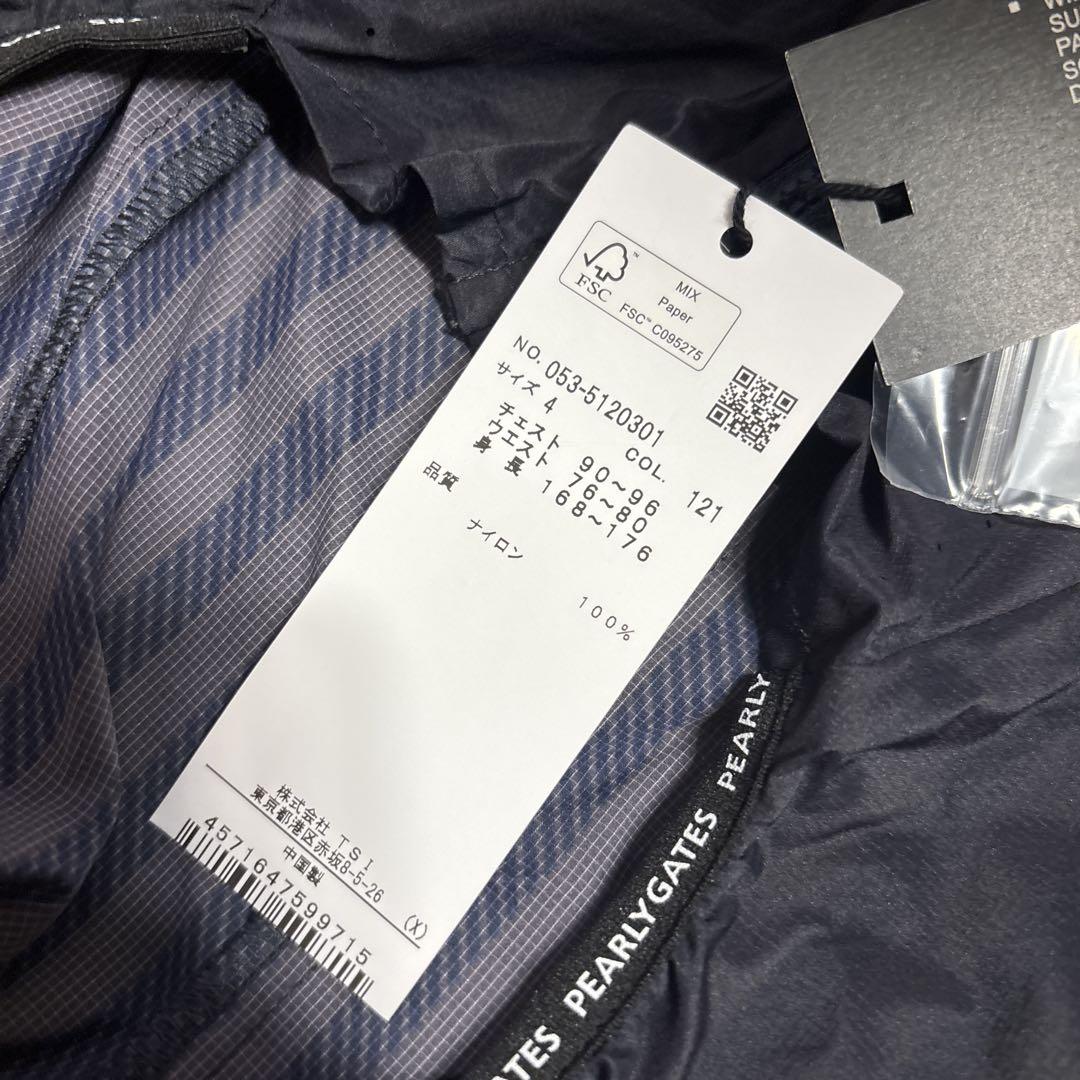 MIX
Paper
FSC™ C095275
FSC
NO. 053-5120301
サイズ 4 COL. 121
チェスト 90~96
ウエスト 76~80
身長 168~176
品質
ナイロン 100%
株式会社 TSI
東京都港区赤坂8-5-26
中国製 (X)
4571647599715
PEARLY
PEARLYGATES
SU
PA